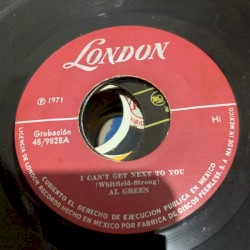 LONDON
Ⓟ 1971
Grabación
45/9828A
Hi
I CAN'T GET NEXT TO YOU
(Whitfield-Strong)
AL GREEN
LICENCIA DE LONDON RECORDS HECHO EN MEXICO POR FABRICA DE DISCOS PEERLESS, S.A. MADE IN MEXICO
CUBIERTO EL DERECHO DE EJECUCION PUBLICA EN MEXICO